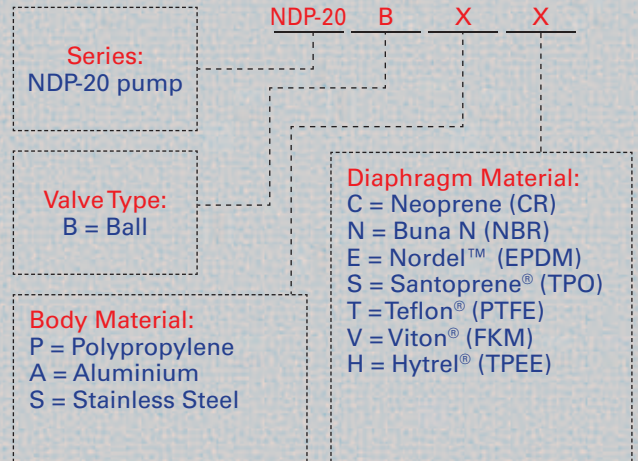 NDP-20 B X X
Series:
NDP-20 pump
Valve Type:
B = Ball
Body Material:
P = Polypropylene
A = Aluminium
S = Stainless Steel
Diaphragm Material:
C = Neoprene (CR)
N = Buna N (NBR)
E = Nordel™ (EPDM)
S = Santoprene® (TPO)
T = Teflon® (PTFE)
V = Viton® (FKM)
H = Hytrel® (TPEE)